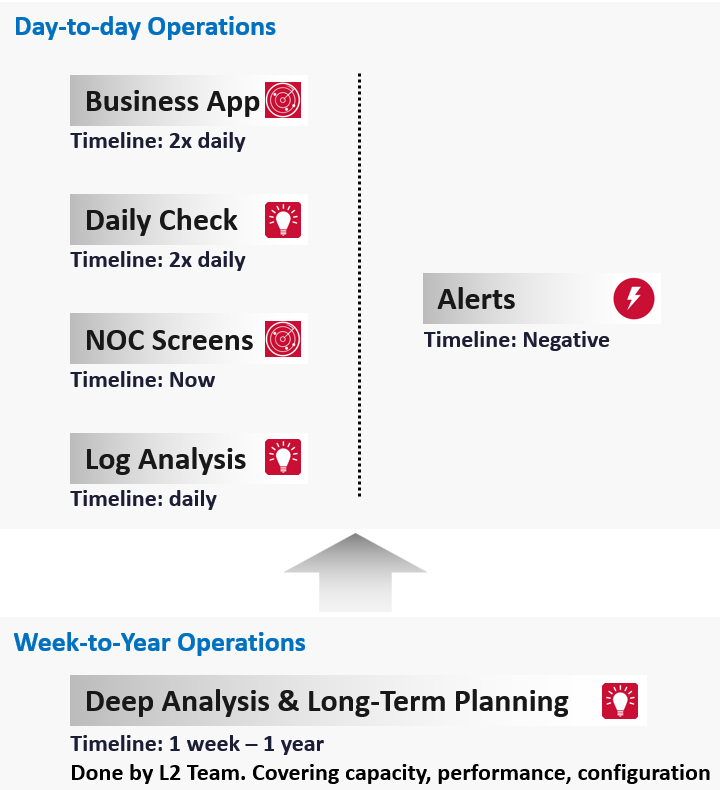 Day-to-day Operations
Business App
Timeline: 2x daily
Daily Check
Timeline: 2x daily
NOC Screens
Timeline: Now
Log Analysis
Timeline: daily
Alerts
Timeline: Negative
Week-to-Year Operations
Deep Analysis & Long-Term Planning
Timeline: 1 week – 1 year
Done by L2 Team. Covering capacity, performance, configuration